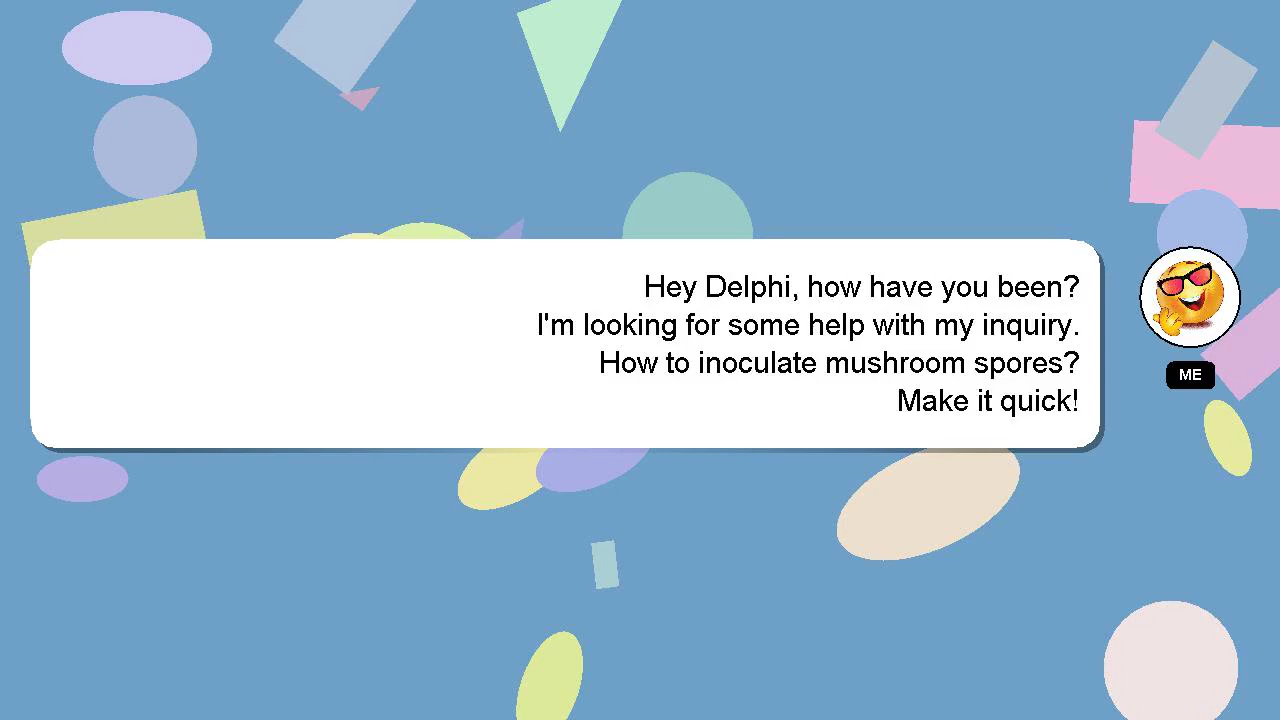 Hey Delphi, how have you been?
I'm looking for some help with my inquiry.
How to inoculate mushroom spores?
Make it quick!
ME